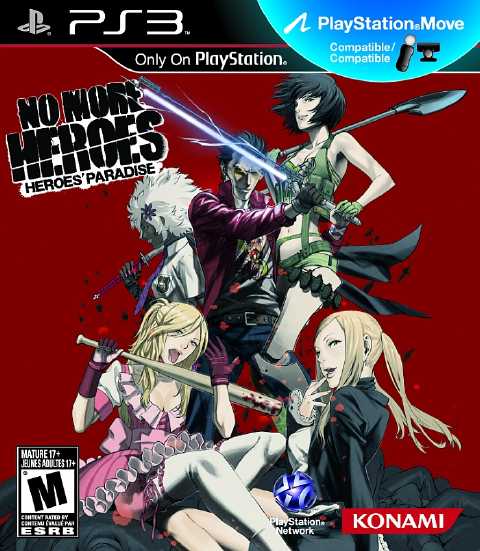 PS3™
PlayStation®Move
Compatible/
Compatible
Only On PlayStation®
NO MORE
HEROES
HEROES' PARADISE
MATURE 17+
JEUNES ADULTES 17+
M
CONTENT RATED BY
CONTENU ÉVALUÉ PAR
ESRB
PlayStation®
Network
KONAMI